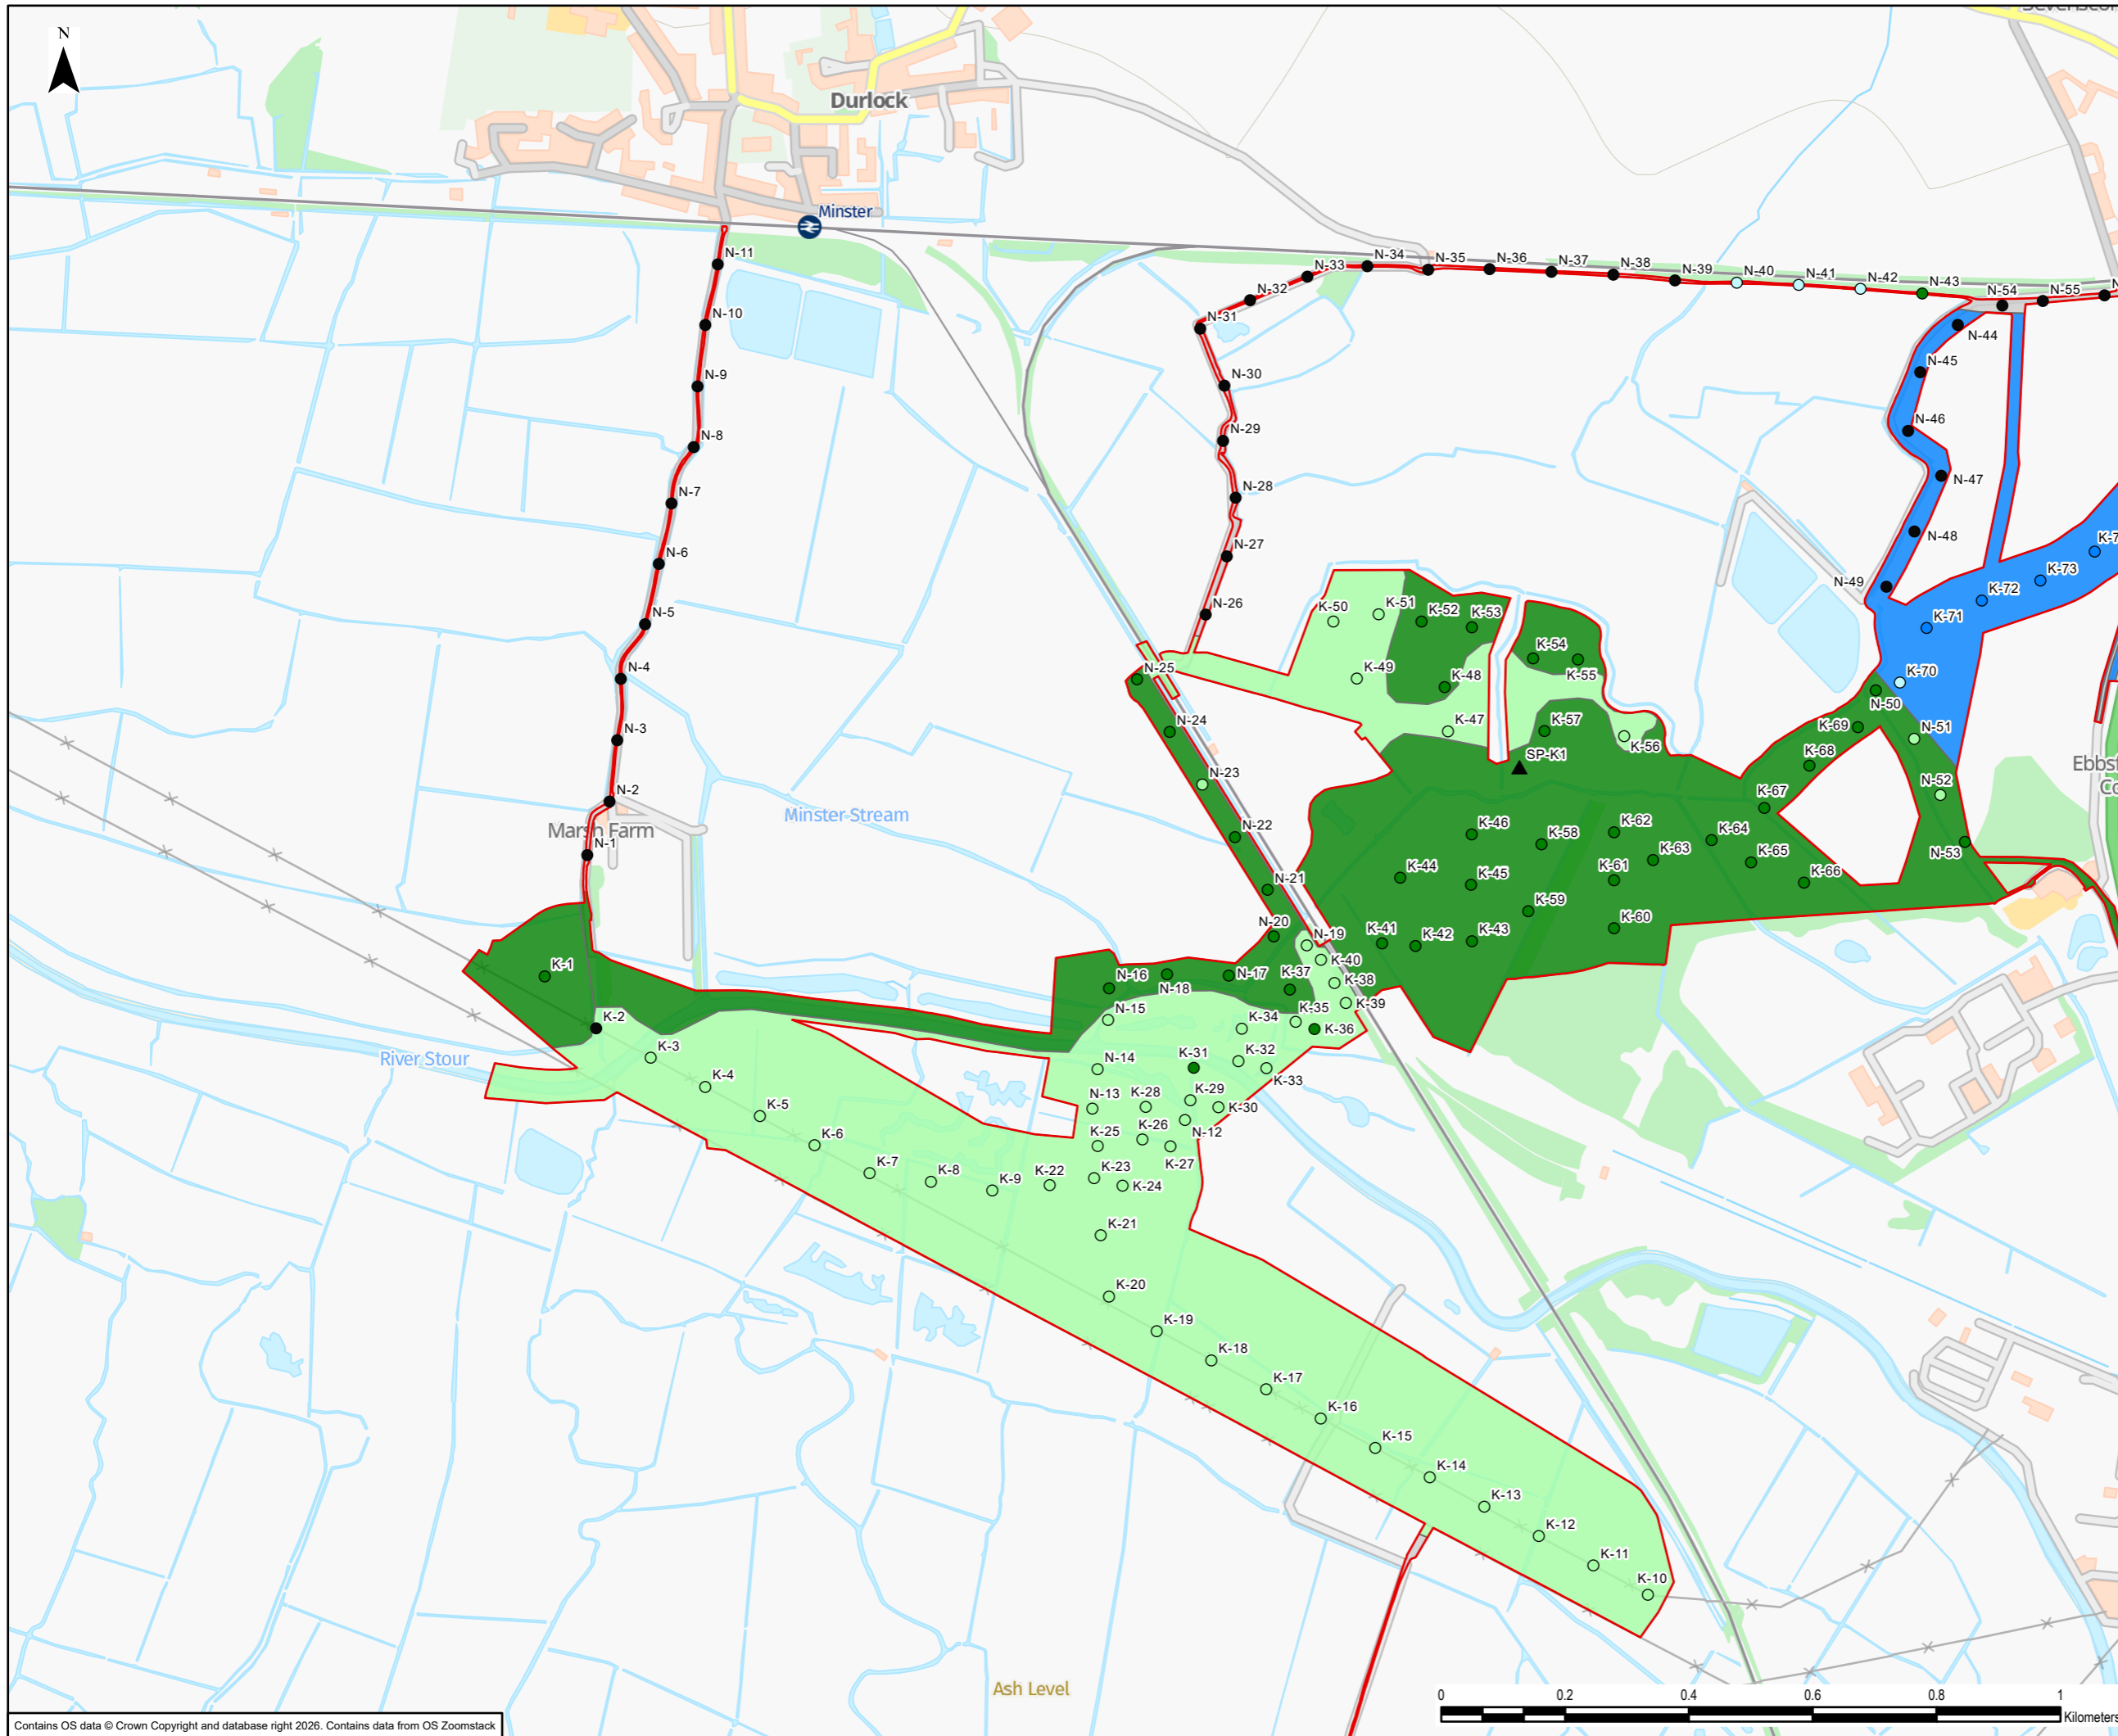 N
Durlock
Minster
N-11
N-10
N-9
N-8
N-7
N-6
N-5
N-4
N-3
N-2
Marsh Farm
N-1
Minster Stream
River Stour
N-34
N-35
N-36
N-37
N-38
N-39
N-40
N-41
N-42
N-43
N-54
N-55
N-33
N-32
N-31
N-30
N-29
N-28
N-27
N-26
N-25
N-24
N-23
N-22
N-21
N-20
N-19
N-44
N-45
N-46
N-47
N-48
N-49
K-73
K-72
K-71
K-70
N-50
N-51
N-52
N-53
K-50
K-51
K-52
K-53
K-54
K-55
K-49
K-48
K-47
K-57
K-56
SP-K1
K-69
K-68
K-67
K-46
K-58
K-62
K-64
K-63
K-65
K-66
K-44
K-45
K-61
K-59
K-60
K-41
K-42
K-43
K-40
K-38
K-39
K-37
K-35
K-36
K-34
K-32
K-33
N-16
N-18
N-17
N-15
N-14
N-13
K-31
K-28
K-29
K-30
N-12
K-25
K-26
K-27
K-23
K-24
K-22
K-21
K-20
K-1
K-2
K-3
K-4
K-5
K-6
K-7
K-8
K-9
K-19
K-18
K-17
K-16
K-15
K-14
K-13
K-12
K-11
K-10
Ash Level
0 0.2 0.4 0.6 0.8 1
Kilometers
Contains OS data © Crown Copyright and database right 2026. Contains data from OS Zoomstack